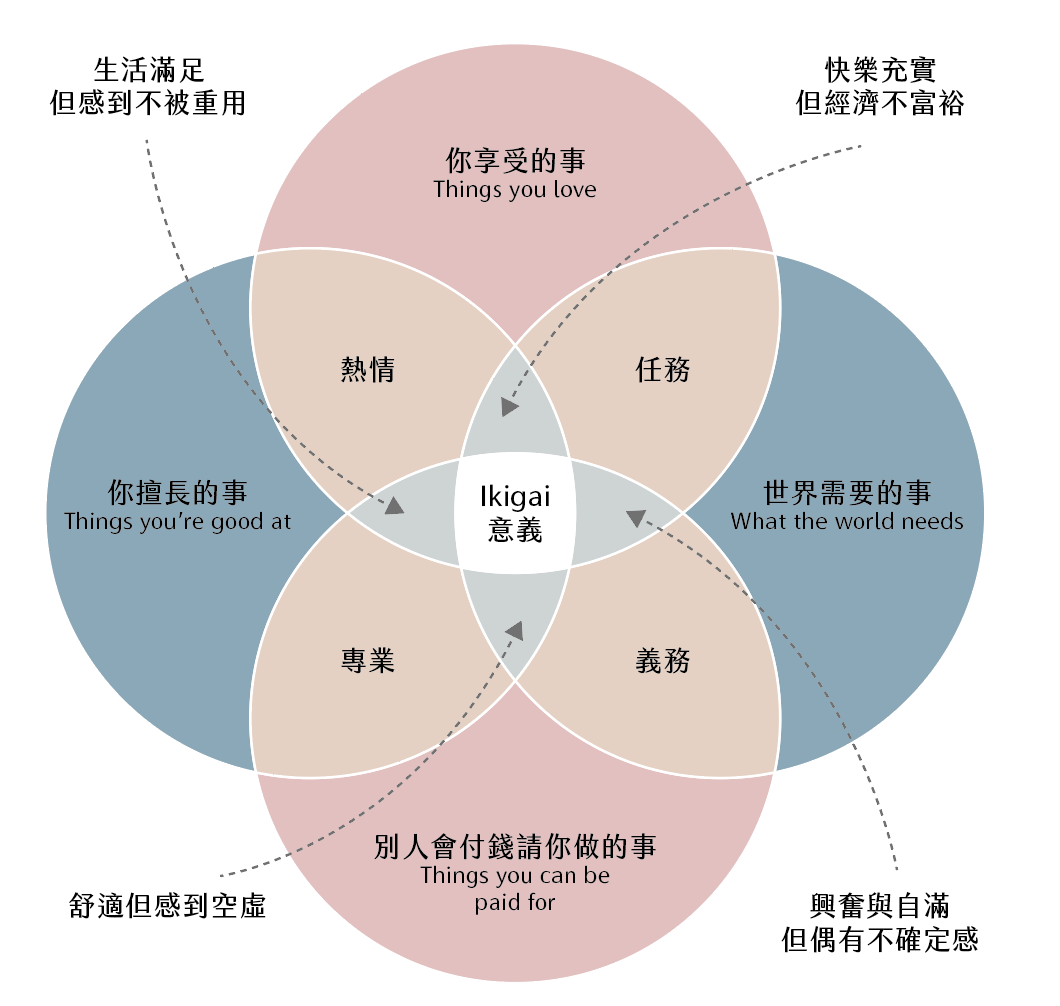 生活滿足
但感到不被重用
快樂充實
但經濟不富裕
你享受的事
Things you love
熱情
任務
你擅長的事
Things you're good at
Ikigai
意義
世界需要的事
What the world needs
專業
義務
別人會付錢請你做的事
Things you can be
paid for
舒適但感到空虛
興奮與自滿
但偶有不確定感